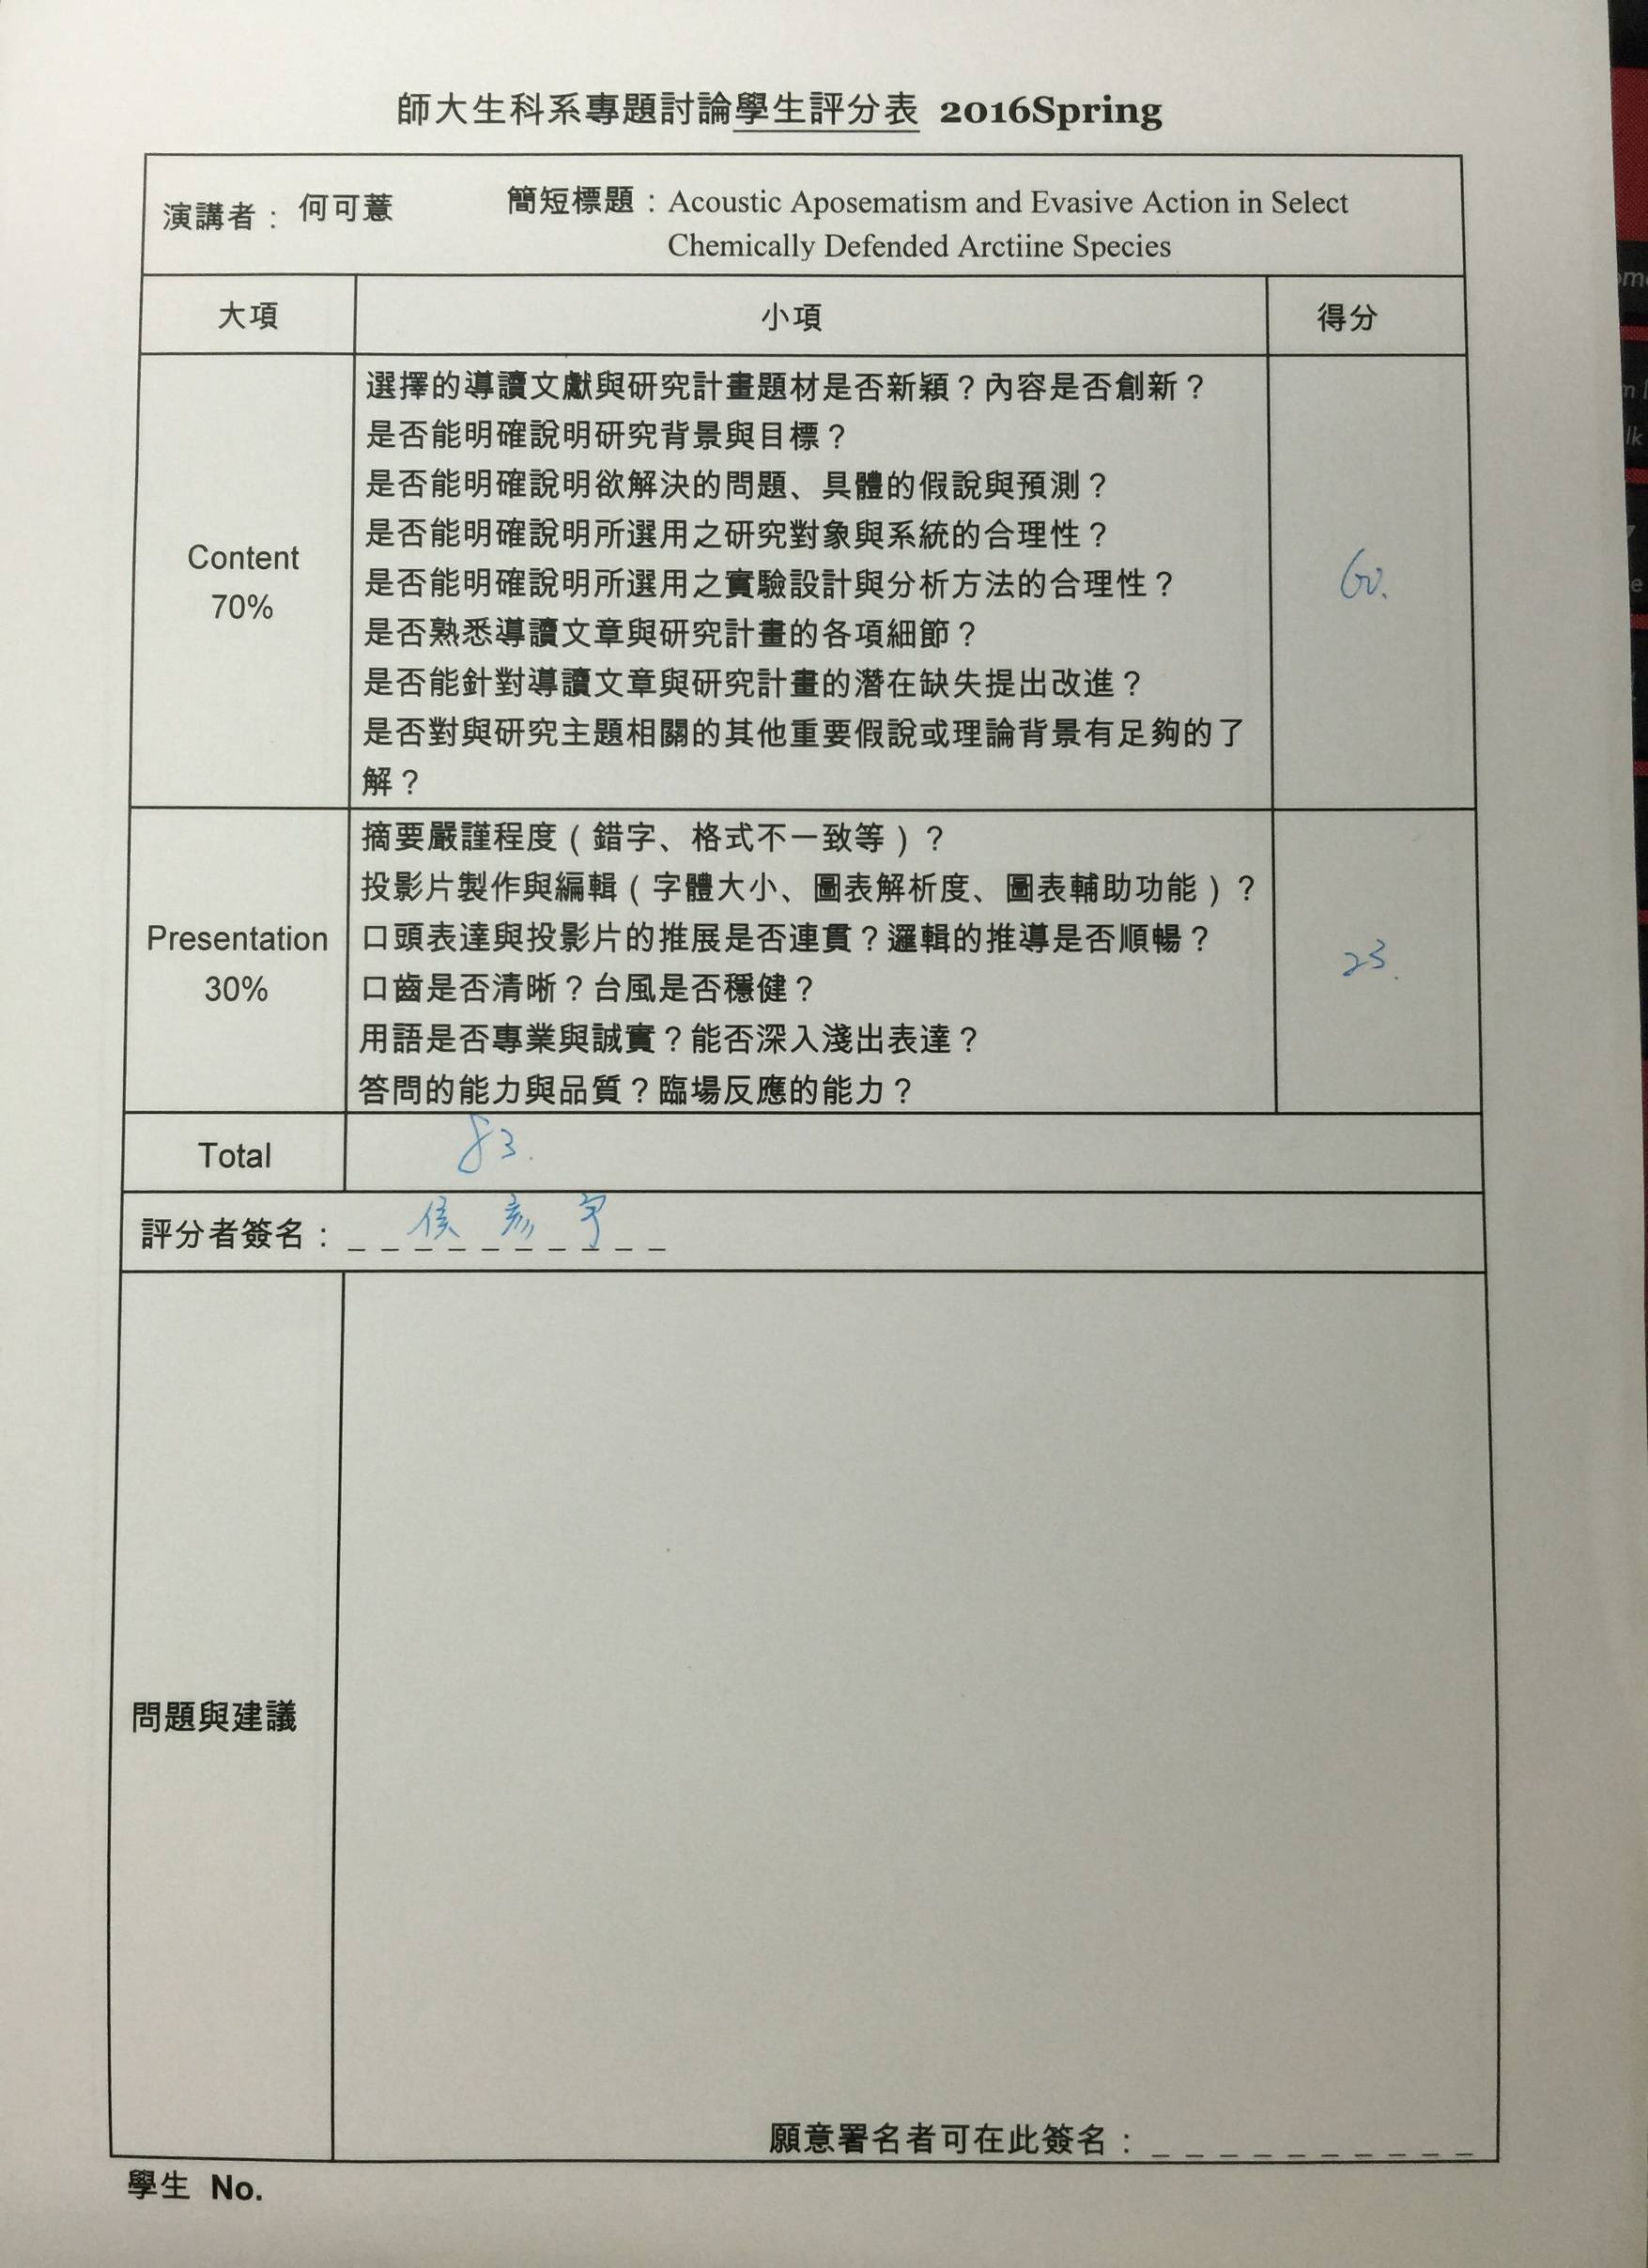 師大生科系專題討論學生評分表 2016Spring
演講者： 何可薏 簡短標題：Acoustic Aposematism and Evasive Action in Select
Chemically Defended Arctiine Species
大項 小項 得分
Content
70%
選擇的導讀文獻與研究計畫題材是否新穎？內容是否創新？
是否能明確說明研究背景與目標？
是否能明確說明欲解決的問題、具體的假說與預測？
是否能明確說明所選用之研究對象與系統的合理性？
是否能明確說明所選用之實驗設計與分析方法的合理性？
是否熟悉導讀文章與研究計畫的各項細節？
是否能針對導讀文章與研究計畫的潛在缺失提出改進？
是否對與研究主題相關的其他重要假說或理論背景有足夠的了
解？
60.
Presentation
30%
摘要嚴謹程度（錯字、格式不一致等）？
投影片製作與編輯（字體大小、圖表解析度、圖表輔助功能）？
口頭表達與投影片的推展是否連貫？邏輯的推導是否順暢？
口齒是否清晰？台風是否穩健？
用語是否專業與誠實？能否深入淺出表達？
答問的能力與品質？臨場反應的能力？
23.
Total 83.
評分者簽名： 侯彥宇
問題與建議
願意署名者可在此簽名：
學生 No.